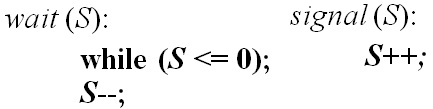 wait(S):
while (S <= 0);
S--;
signal(S):
S++;